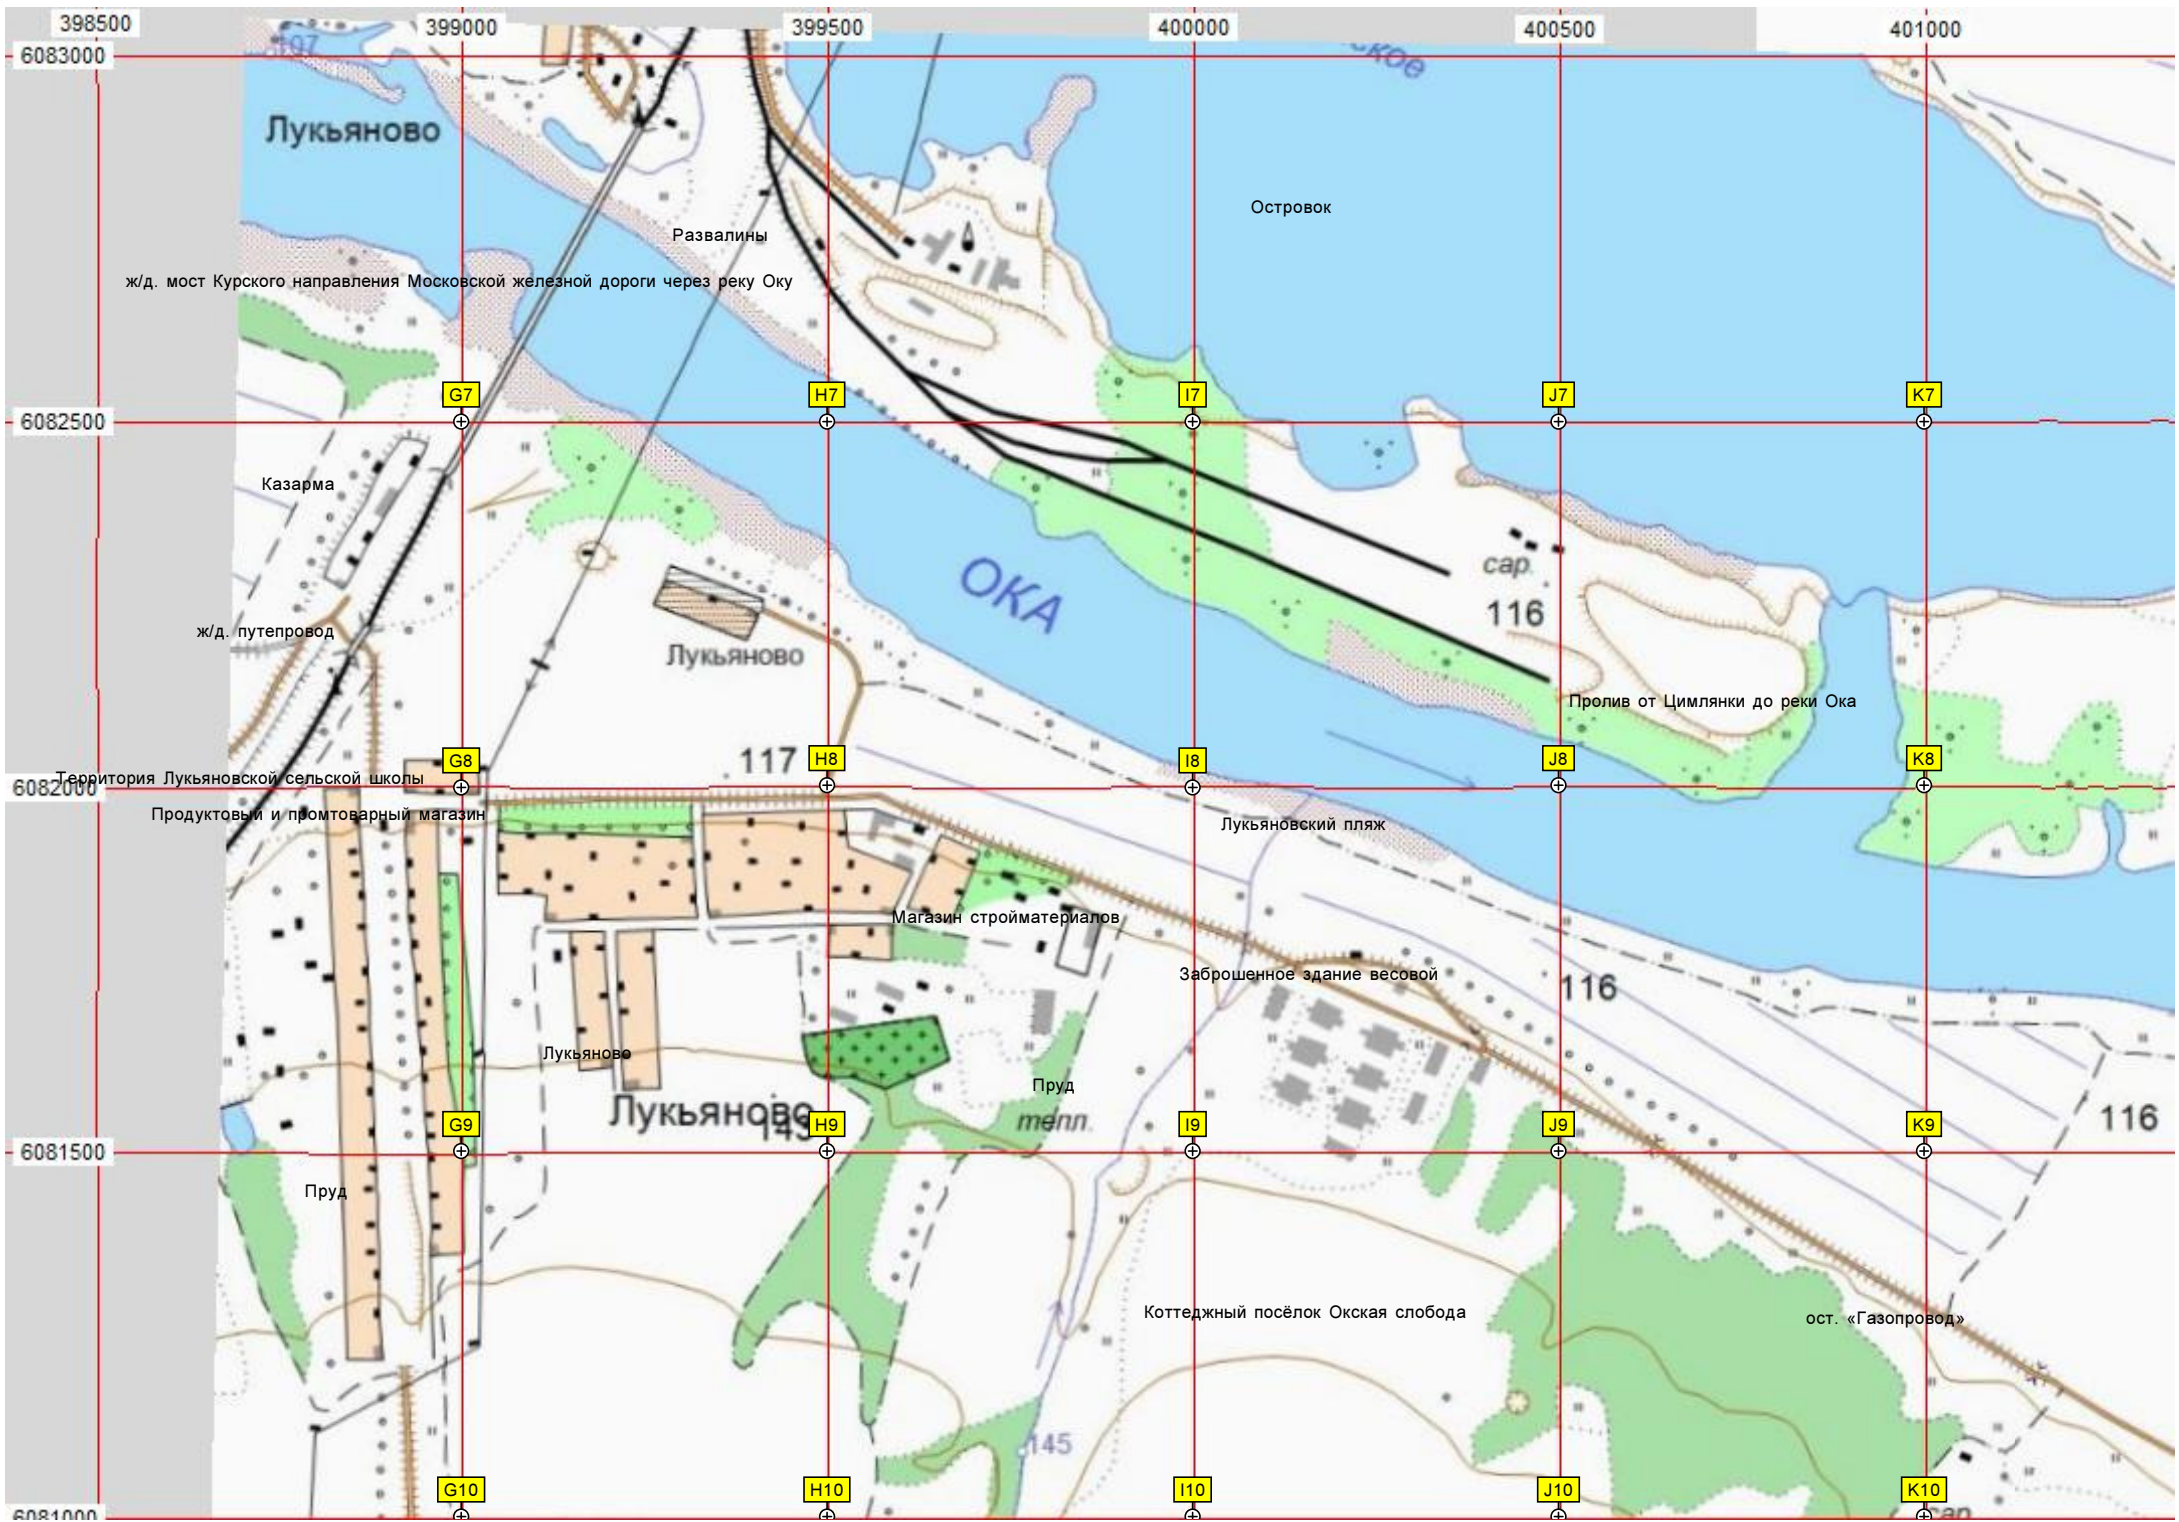 398500 399000 399500 400000 400500 401000
6083000
Лукьяново
Островок
Развалины
ж/д. мост Курского направления Московской железной дороги через реку Оку
G7 H7 I7 J7 K7
6082500
Казарма
сар.
ОКА
116
ж/д. путепровод
Лукьяново
Пролив от Цимлянки до реки Ока
117
G8 H8 I8 J8 K8
Территория Лукьяновской сельской школы
6082000
Продуктовый и промтоварный магазин
Лукьяновский пляж
Магазин стройматериалов
Заброшенное здание весовой
116
Лукьяново
Пруд
Лукьяново
тепл.
116
G9 H9 I9 J9 K9
6081500
Пруд
Коттеджный посёлок Окская слобода
ост. «Газопровод»
145
G10 H10 I10 J10 K10
6081000